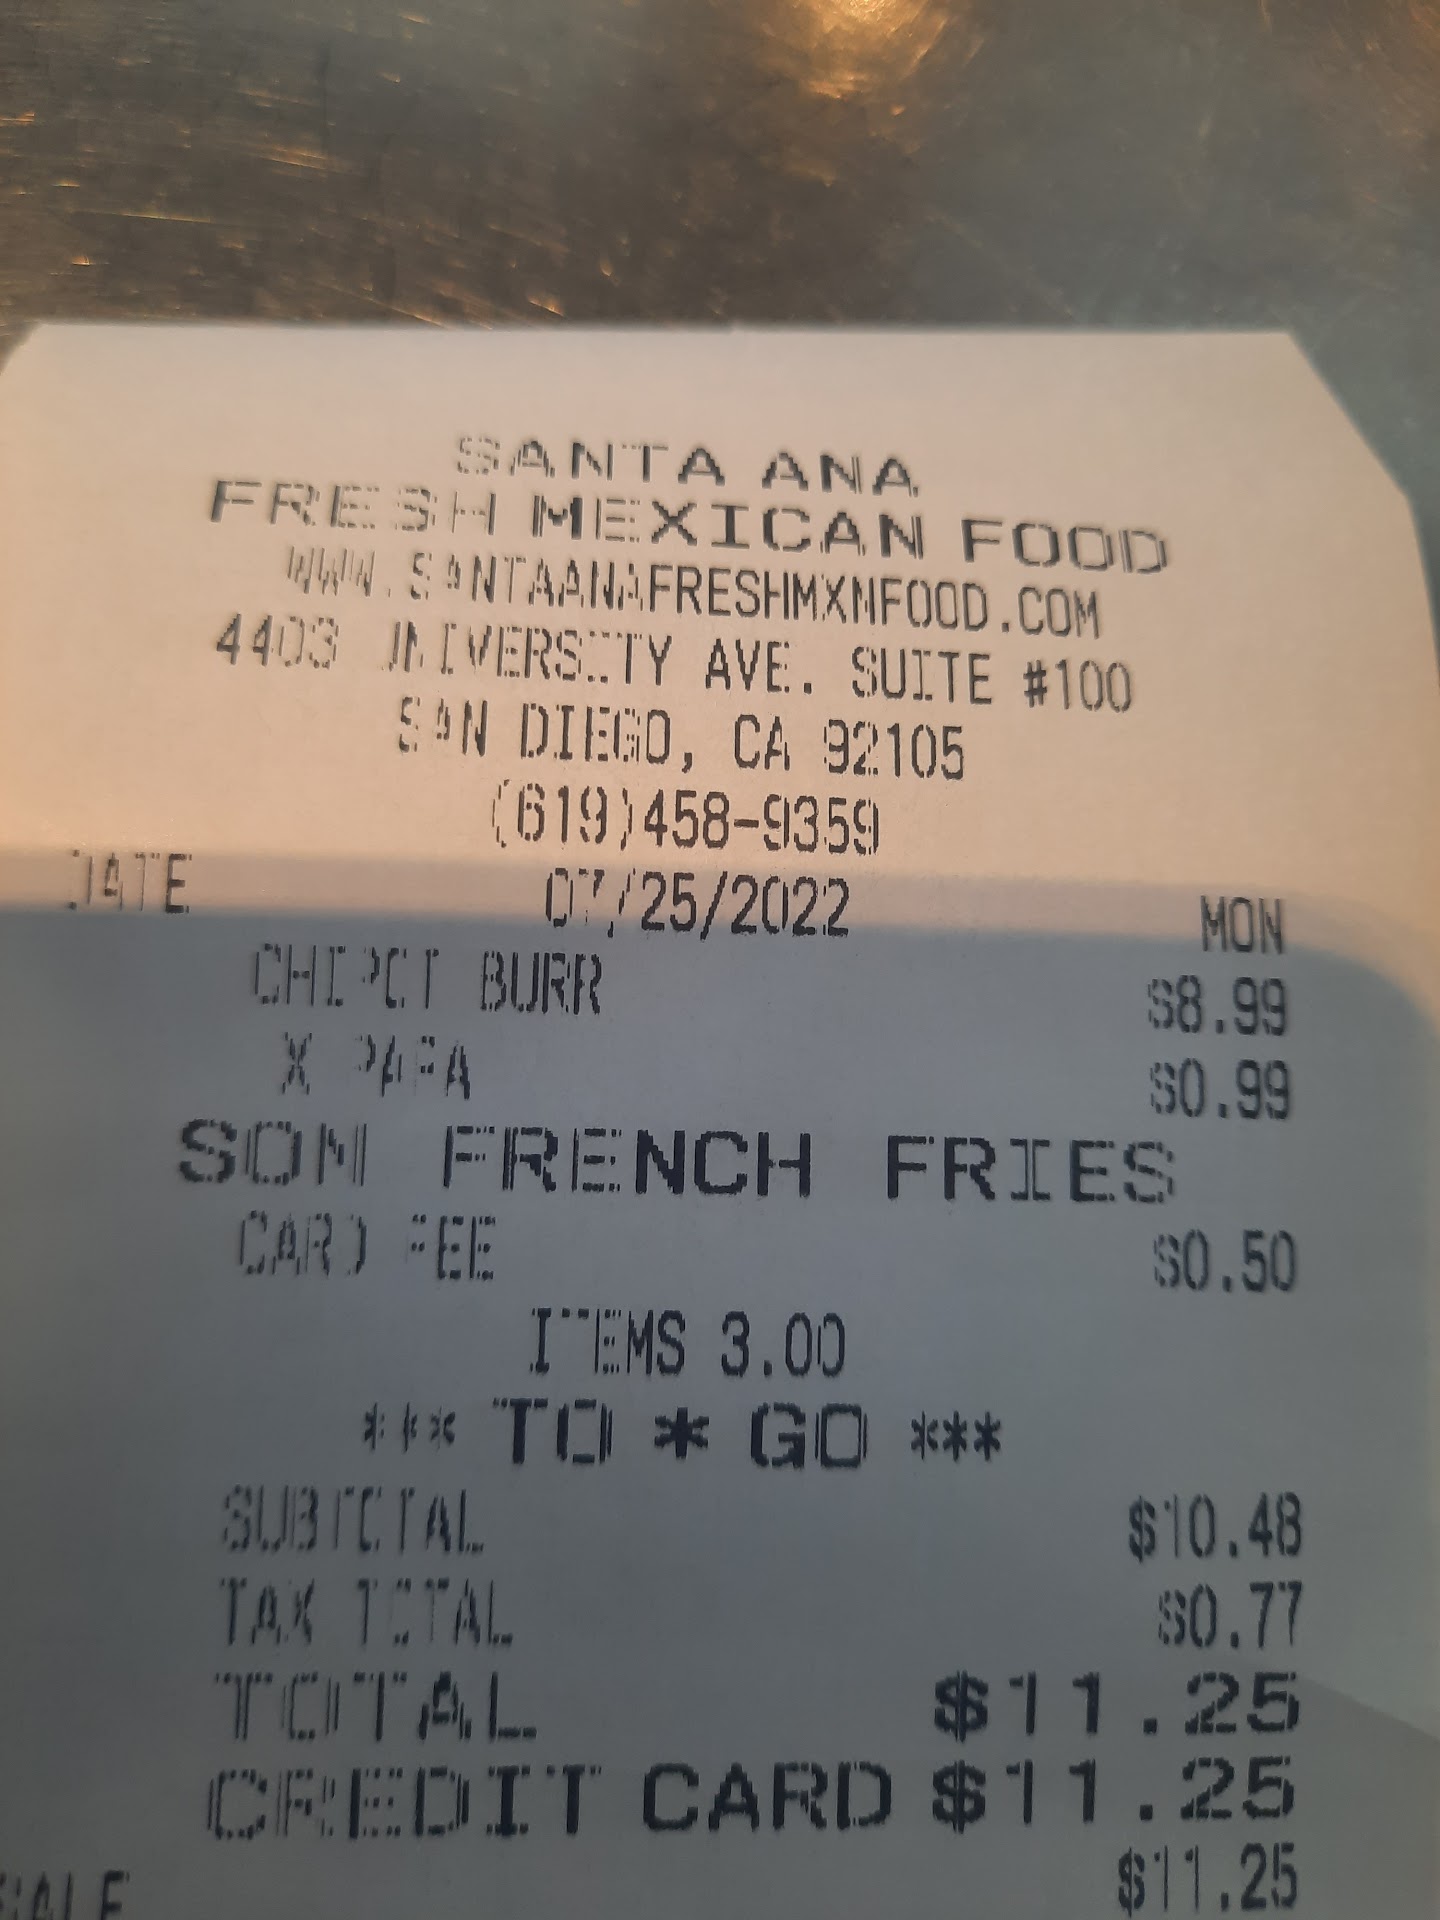 SANTA ANA
FRESH MEXICAN FOOD
WWW.SANTAANAFRESHMXNFOOD.COM
4403 UNIVERSITY AVE. SUITE #100
SAN DIEGO, CA 92105
(619)458-9359
DATE 07/25/2022 MON
CHIPOT BURR $8.99
X PAPA $0.99
SON FRENCH FRIES
CARD FEE $0.50
ITEMS 3.00
*** TO * GO ***
SUBTOTAL $10.48
TAX TOTAL $0.77
TOTAL $11.25
CREDIT CARD $11.25
SALE $11.25